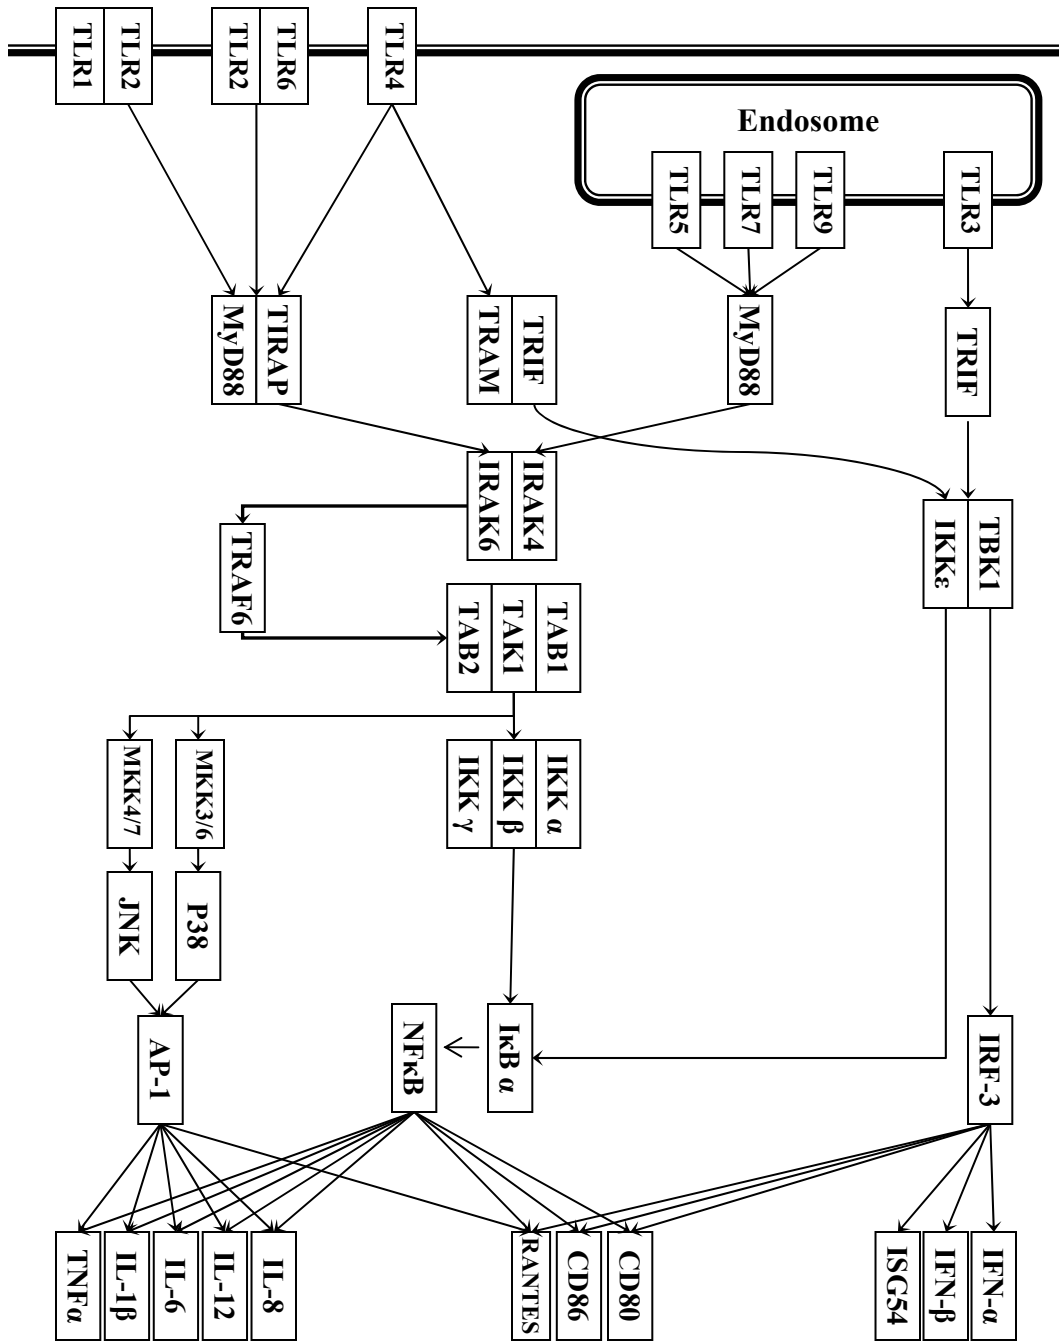 TLR1
TLR2
TLR2
TLR6
TLR4
Endosome
TLR5
TLR7
TLR9
TLR3
MyD88
TIRAP
TRAM
TRIF
MyD88
TRIF
IRAK6
IRAK4
IKKε
TBK1
TRAF6
TAB2
TAK1
TAB1
MKK4/7
MKK3/6
IKK γ
IKK β
IKK α
JNK
P38
AP-1
NFκB
IκB α
IRF-3
TNFα
IL-1β
IL-6
IL-12
IL-8
RANTES
CD86
CD80
ISG54
IFN-β
IFN-α